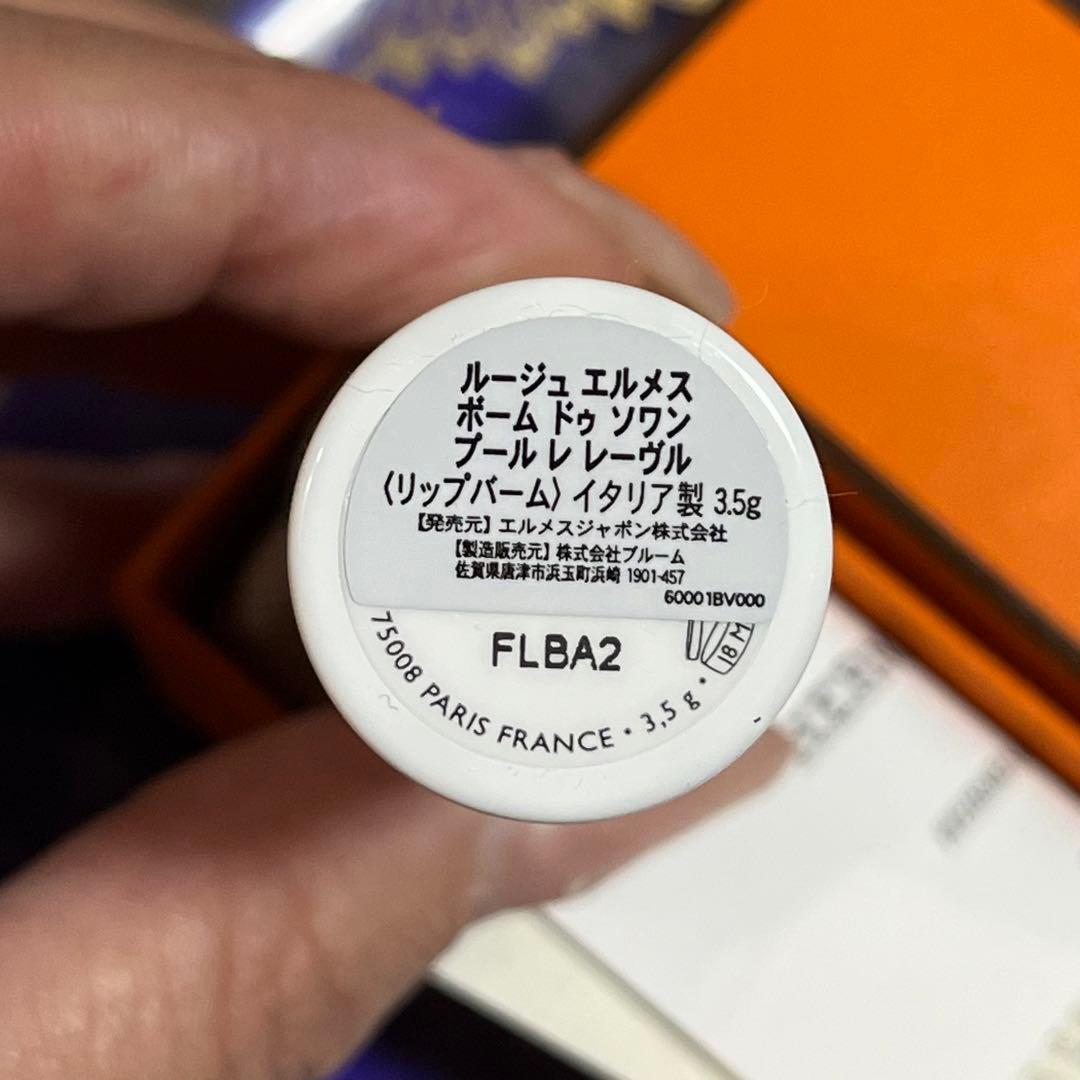 ルージュ エルメス
ボーム ドゥ ソワン
プール レ レーヴル
〈リップバーム〉イタリア製 3.5g
【発売元】エルメスジャポン株式会社
【製造販売元】株式会社ブルーム
佐賀県唐津市浜玉町浜崎 1901-457
60001BV000
18 M
FLBA2
75008 PARIS FRANCE • 3,5 g •